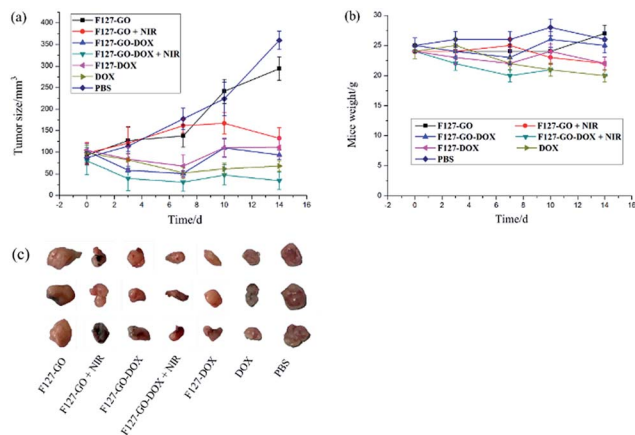 (a)
F127-GO
F127-GO + NIR
F127-GO-DOX
F127-GO-DOX + NIR
F127-DOX
DOX
PBS
Tumor size/mm³
400
350
300
250
200
150
100
50
0
-2 0 2 4 6 8 10 12 14 16
Time/d
(b)
Mice weight/g
30
25
20
15
10
5
0
F127-GO F127-GO + NIR
F127-GO-DOX F127-GO-DOX + NIR
F127-DOX DOX
PBS
-2 0 2 4 6 8 10 12 14 16
Time/d
(c)
F127-GO
F127-GO + NIR
F127-GO-DOX
F127-GO-DOX + NIR
F127-DOX
DOX
PBS